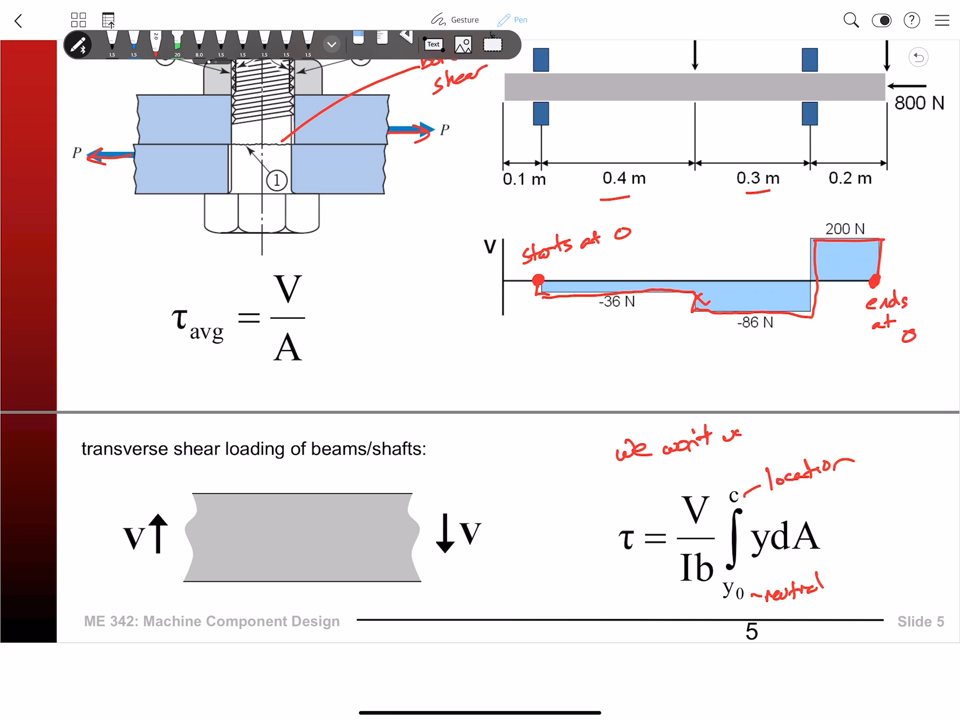 Gesture
Pen
Text
shear
800 N
P
P
1
0.1 m
0.4 m
0.3 m
0.2 m
starts at 0
V
200 N
-36 N
-86 N
ends
at
0
τavg = V
A
transverse shear loading of beams/shafts:
we won't
location
V
V
τ = V/Ib ∫ ydA
c
y0
neutral
ME 342: Machine Component Design
Slide 5
5